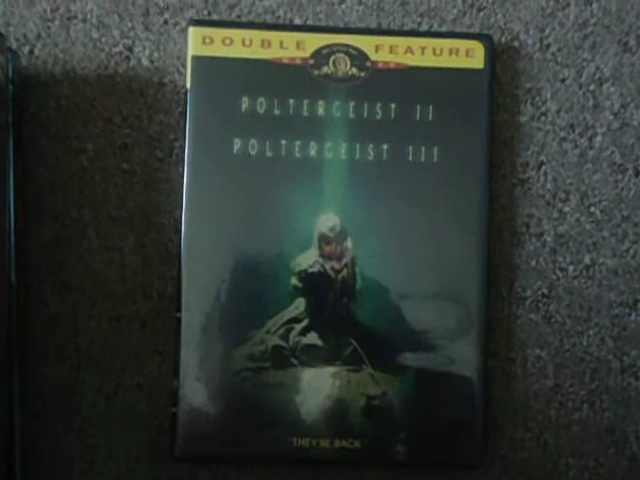 DOUBLE FEATURE
POLTERGEIST II
POLTERGEIST III
"THEY'RE BACK"